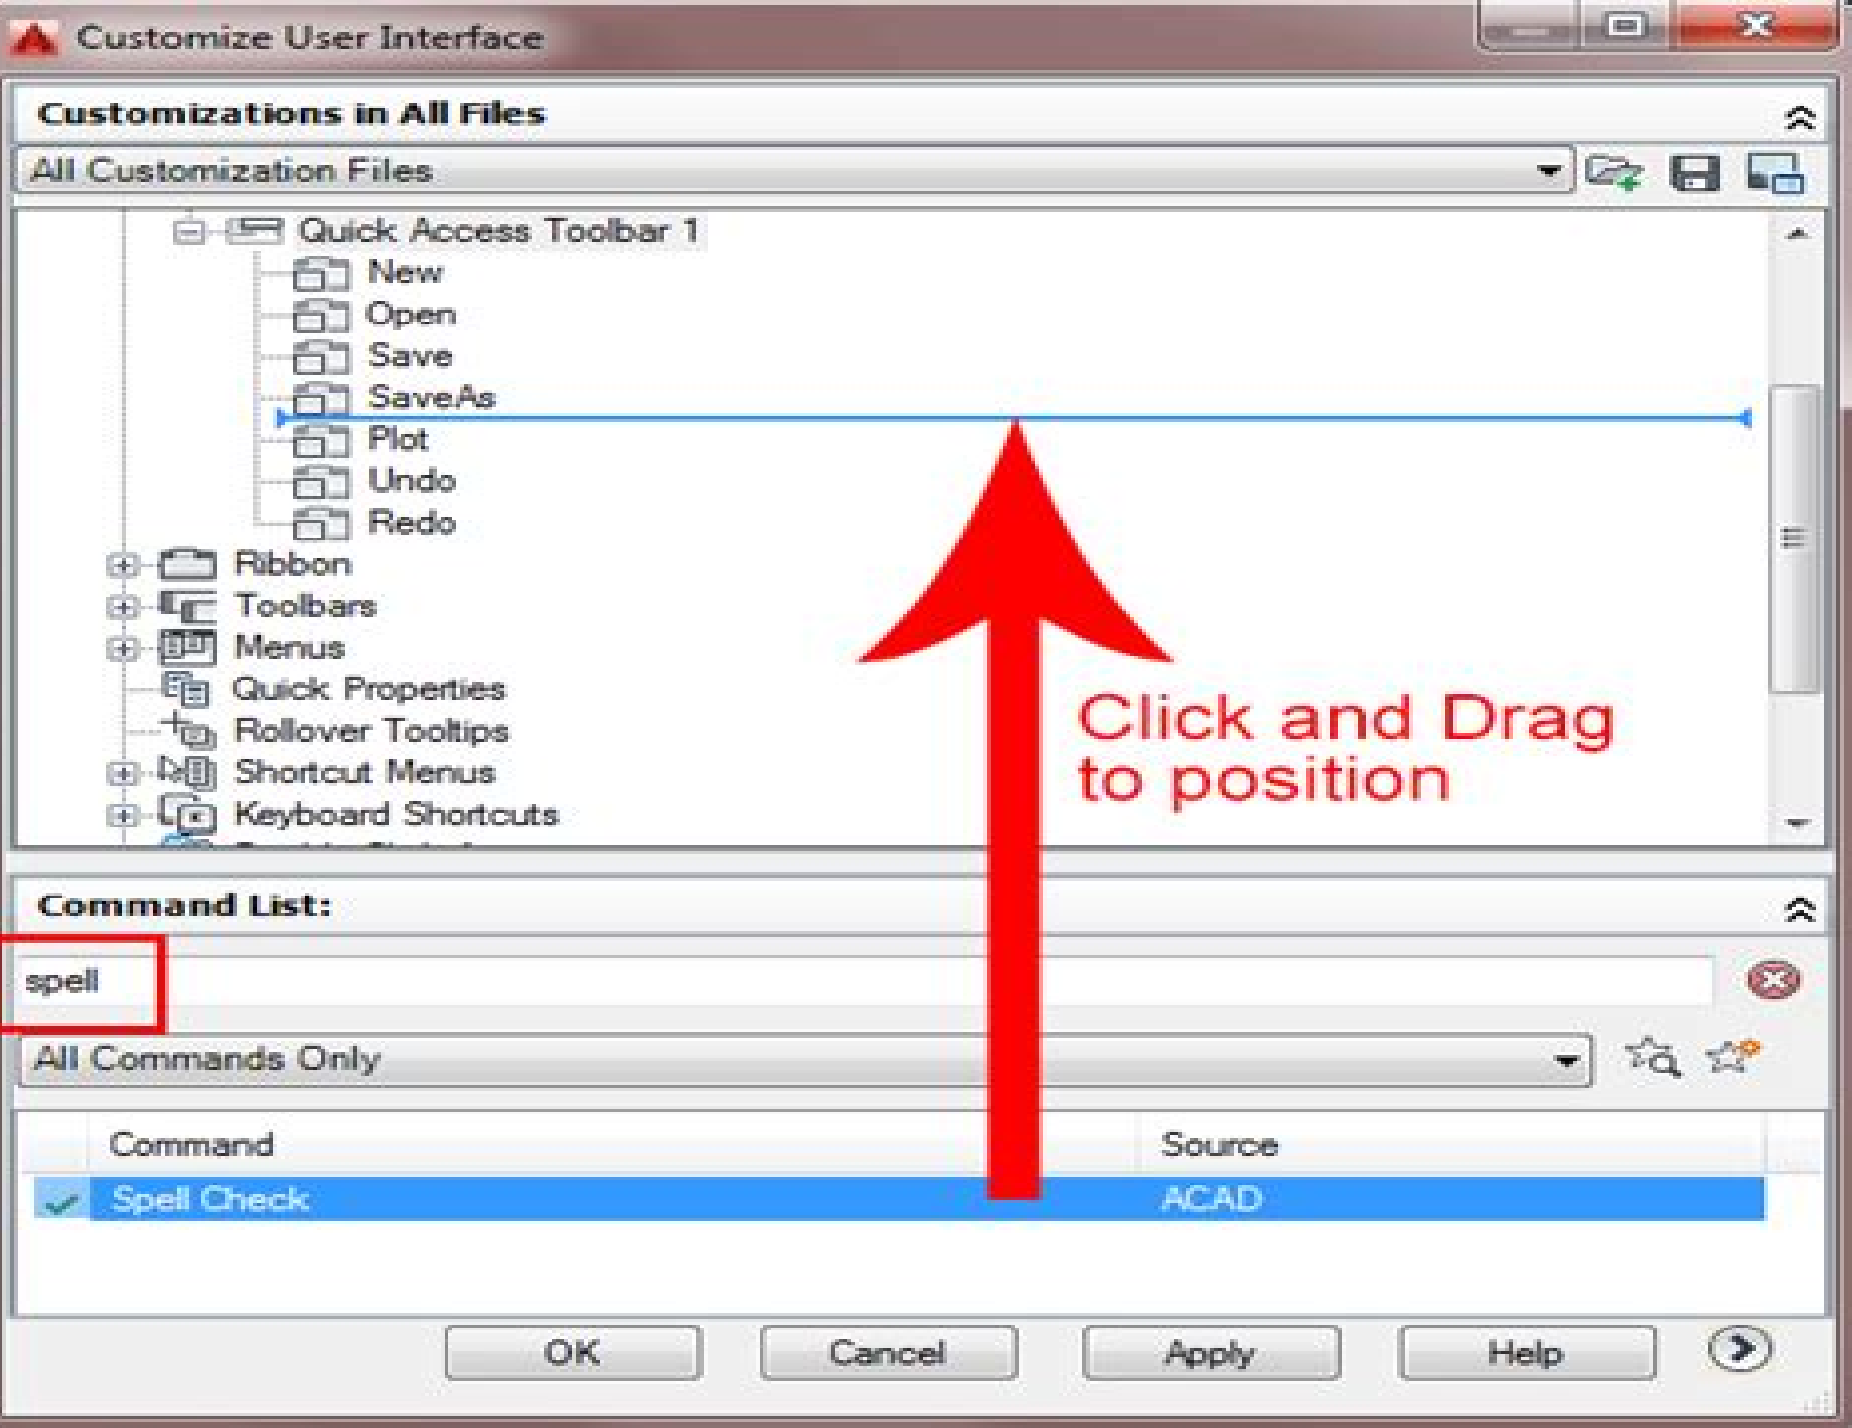 Customize User Interface
Customizations in All Files
All Customization Files
Quick Access Toolbar 1
New
Open
Save
SaveAs
Plot
Undo
Redo
Ribbon
Toolbars
Menus
Quick Properties
Rollover Tooltips
Shortcut Menus
Keyboard Shortcuts
Click and Drag
to position
Command List:
spell
All Commands Only
Command Source
Spell Check ACAD
OK Cancel Apply Help